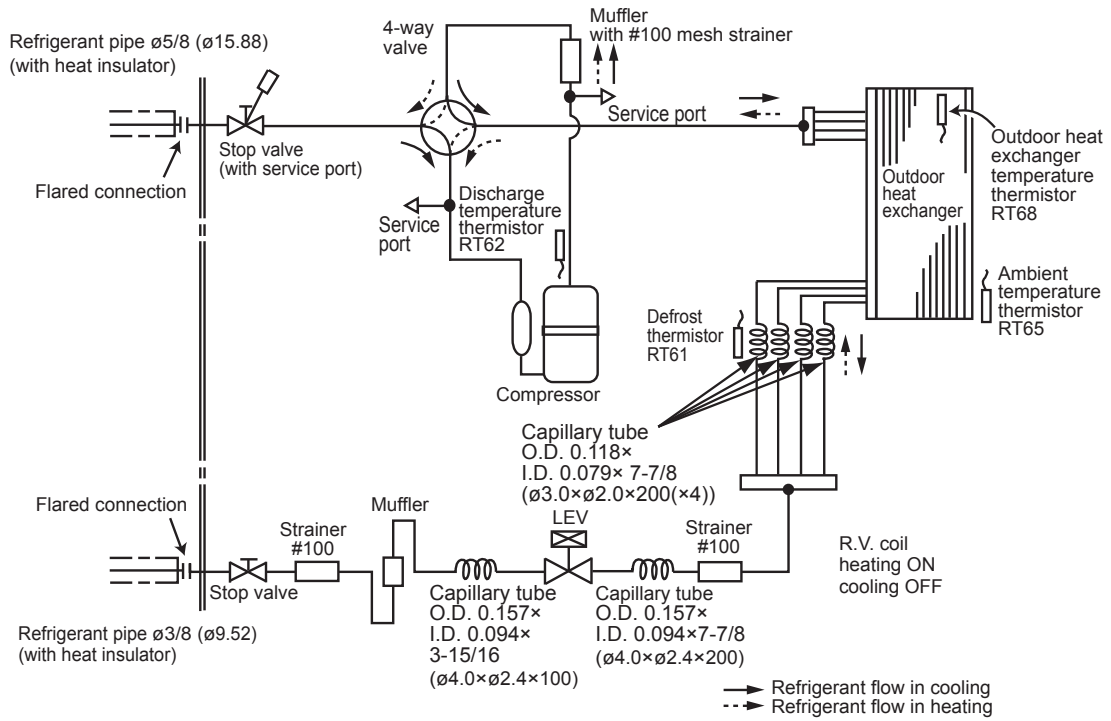 Refrigerant pipe ø5/8 (ø15.88)
(with heat insulator)
4-way
valve
Muffler
with #100 mesh strainer
Service port
Stop valve
(with service port)
Flared connection
Outdoor heat
exchanger
temperature
thermistor
RT68
Outdoor
heat
exchanger
Service
port
Discharge
temperature
thermistor
RT62
Ambient
temperature
thermistor
RT65
Defrost
thermistor
RT61
Compressor
Capillary tube
O.D. 0.118×
I.D. 0.079× 7-7/8
(ø3.0×ø2.0×200(×4))
Flared connection
Strainer
#100
Muffler
LEV
Strainer
#100
R.V. coil
heating ON
cooling OFF
Stop valve
Capillary tube
O.D. 0.157×
I.D. 0.094×
3-15/16
(ø4.0×ø2.4×100)
Capillary tube
O.D. 0.157×
I.D. 0.094×7-7/8
(ø4.0×ø2.4×200)
Refrigerant pipe ø3/8 (ø9.52)
(with heat insulator)
Refrigerant flow in cooling
Refrigerant flow in heating